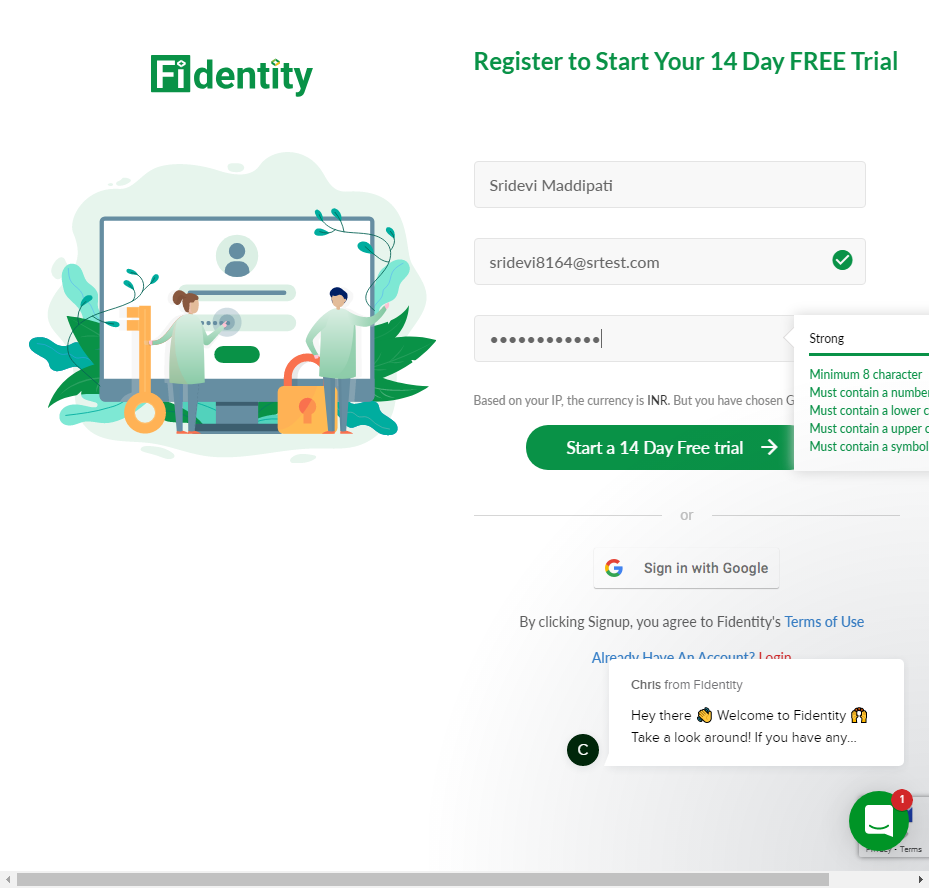 Fidentity
Register to Start Your 14 Day FREE Trial
Sridevi Maddipati
sridevi8164@srtest.com
Strong
Minimum 8 character
Must contain a number
Must contain a lower c
Must contain a upper c
Must contain a symbol
Based on your IP, the currency is INR. But you have chosen G
Start a 14 Day Free trial
or
Sign in with Google
By clicking Signup, you agree to Fidentity's Terms of Use
Already Have An Account? Login
Chris from Fidentity
Hey there 👋 Welcome to Fidentity 🙌
Take a look around! If you have any...
C
1
Privacy - Terms